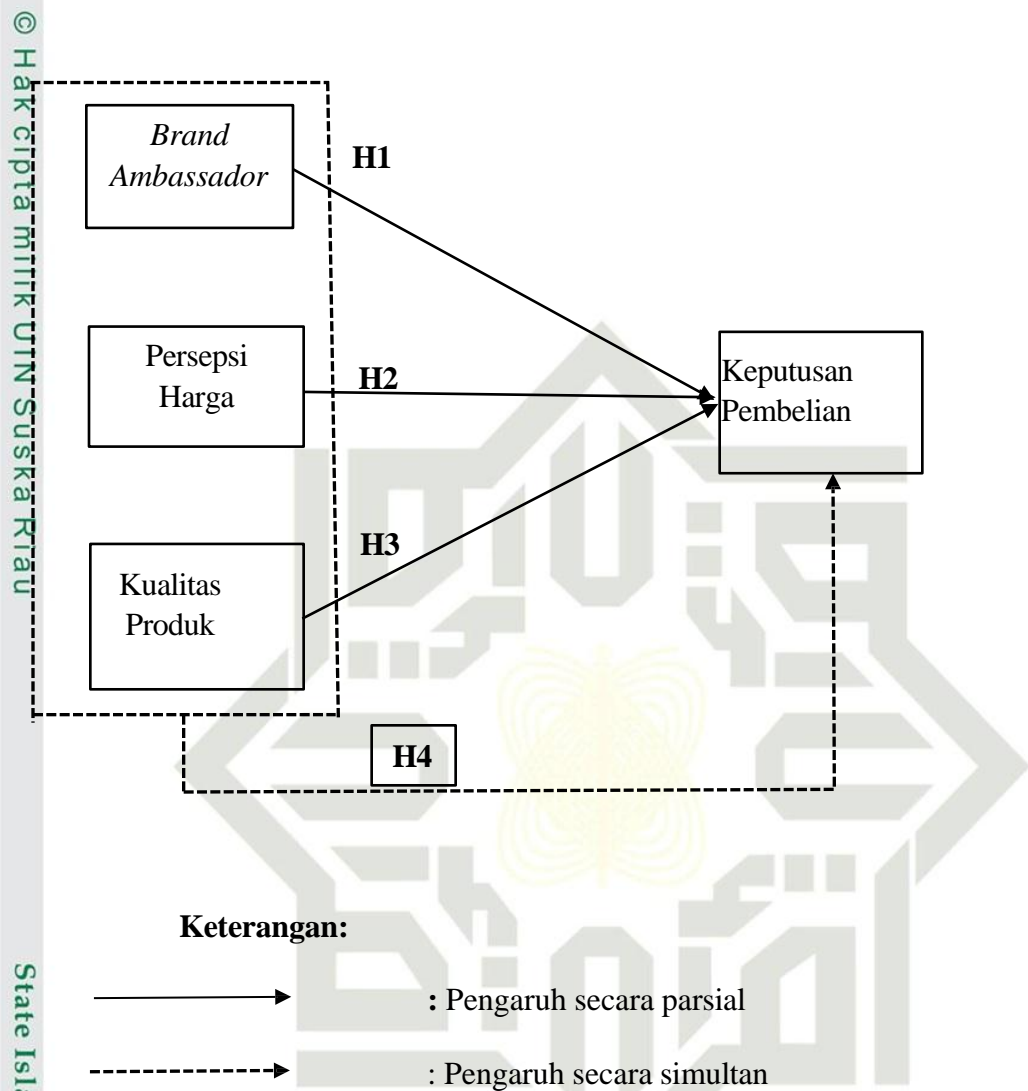 © Hak cipta milik UIN Suska Riau
Brand
Ambassador
H1
Persepsi
Harga
H2
Keputusan
Pembelian
Kualitas
Produk
H3
H4
Keterangan:
: Pengaruh secara parsial
: Pengaruh secara simultan
State